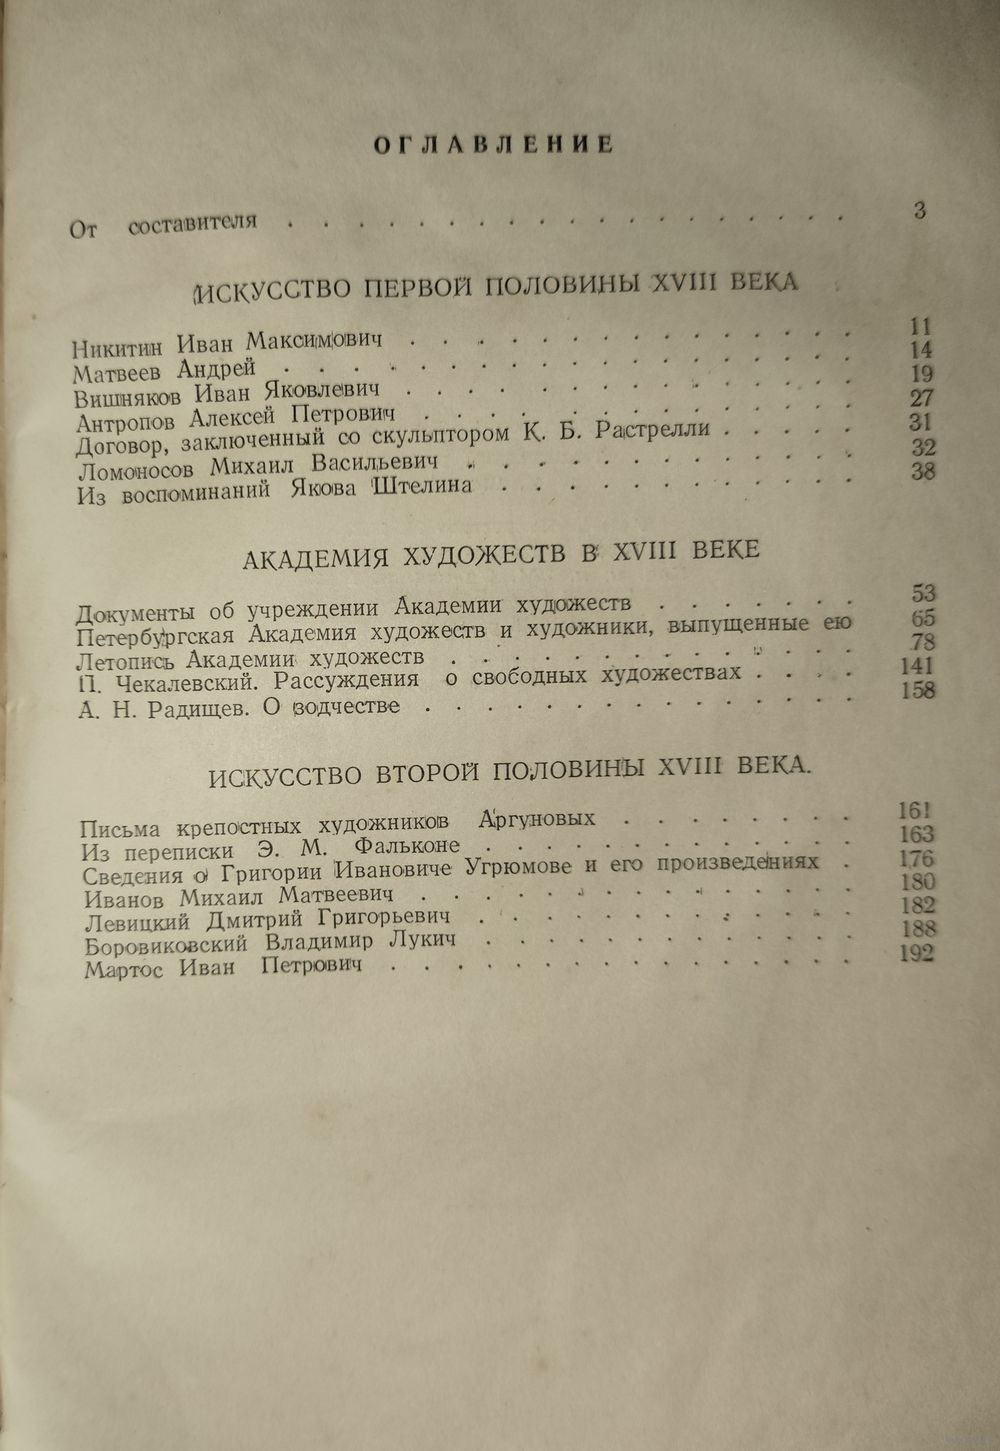 ОГЛАВЛЕНИЕ
От составителя . . . . . . . . . . . . . . . . . . 3
ИСКУССТВО ПЕРВОЙ ПОЛОВИНЫ XVIII ВЕКА
Никитин Иван Максимович . . . . . . . . . . . . . . 11
Матвеев Андрей . . . . . . . . . . . . . . . . . 14
Вишняков Иван Яковлевич . . . . . . . . . . . . . . 19
Антропов Алексей Петрович . . . . . . . . . . . . . 27
Договор, заключенный со скульптором К. Б. Растрелли . . . . . 31
Ломоносов Михаил Васильевич . . . . . . . . . . . . 32
Из воспоминаний Якова Штелина . . . . . . . . . . . 38
АКАДЕМИЯ ХУДОЖЕСТВ В XVIII ВЕКЕ
Документы об учреждении Академии художеств . . . . . . . 53
Петербургская Академия художеств и художники, выпущенные ею 65
Летопись Академии художеств . . . . . . . . . . . . 78
П. Чекалевский. Рассуждения о свободных художествах . . . . 141
А. Н. Радищев. О зодчестве . . . . . . . . . . . . . . 158
ИСКУССТВО ВТОРОЙ ПОЛОВИНЫ XVIII ВЕКА.
Письма крепостных художников Аргуновых . . . . . . . . 161
Из переписки Э. М. Фальконе . . . . . . . . . . . . . 163
Сведения о Григории Ивановиче Угрюмове и его произведениях . 176
Иванов Михаил Матвеевич . . . . . . . . . . . . . . 180
Левицкий Дмитрий Григорьевич . . . . . . . . . . . . 182
Боровиковский Владимир Лукич . . . . . . . . . . . . 188
Мартос Иван Петрович . . . . . . . . . . . . . . . 192